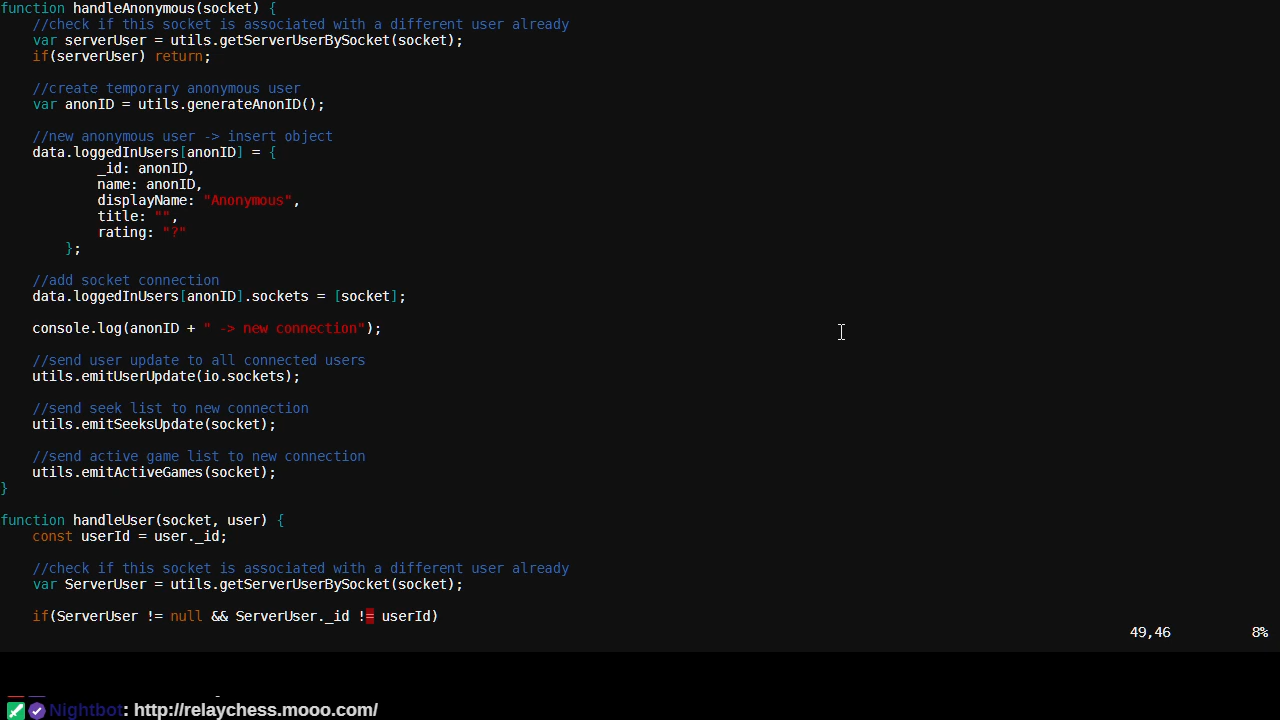 function handleAnonymous(socket) {
    //check if this socket is associated with a different user already
    var serverUser = utils.getServerUserBySocket(socket);
    if(serverUser) return;

    //create temporary anonymous user
    var anonID = utils.generateAnonID();

    //new anonymous user -> insert object
    data.loggedInUsers[anonID] = {
            _id: anonID,
            name: anonID,
            displayName: "Anonymous",
            title: "",
            rating: "?"
        };

    //add socket connection
    data.loggedInUsers[anonID].sockets = [socket];

    console.log(anonID + " -> new connection");

    //send user update to all connected users
    utils.emitUserUpdate(io.sockets);

    //send seek list to new connection
    utils.emitSeeksUpdate(socket);

    //send active game list to new connection
    utils.emitActiveGames(socket);
}

function handleUser(socket, user) {
    const userId = user._id;

    //check if this socket is associated with a different user already
    var ServerUser = utils.getServerUserBySocket(socket);

    if(ServerUser != null && ServerUser._id != userId)
49,46 8%
Nightbot: http://relaychess.mooo.com/